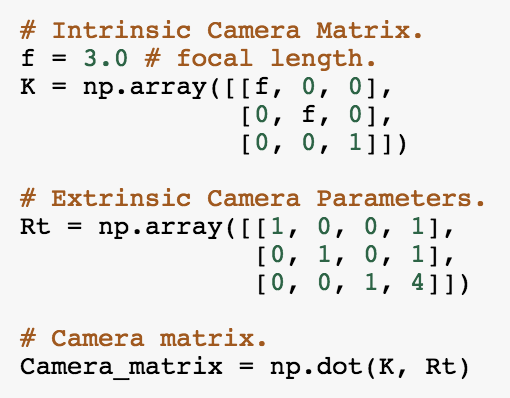 # Intrinsic Camera Matrix.
f = 3.0 # focal length.
K = np.array([[f, 0, 0],
              [0, f, 0],
              [0, 0, 1]])

# Extrinsic Camera Parameters.
Rt = np.array([[1, 0, 0, 1],
               [0, 1, 0, 1],
               [0, 0, 1, 4]])

# Camera matrix.
Camera_matrix = np.dot(K, Rt)